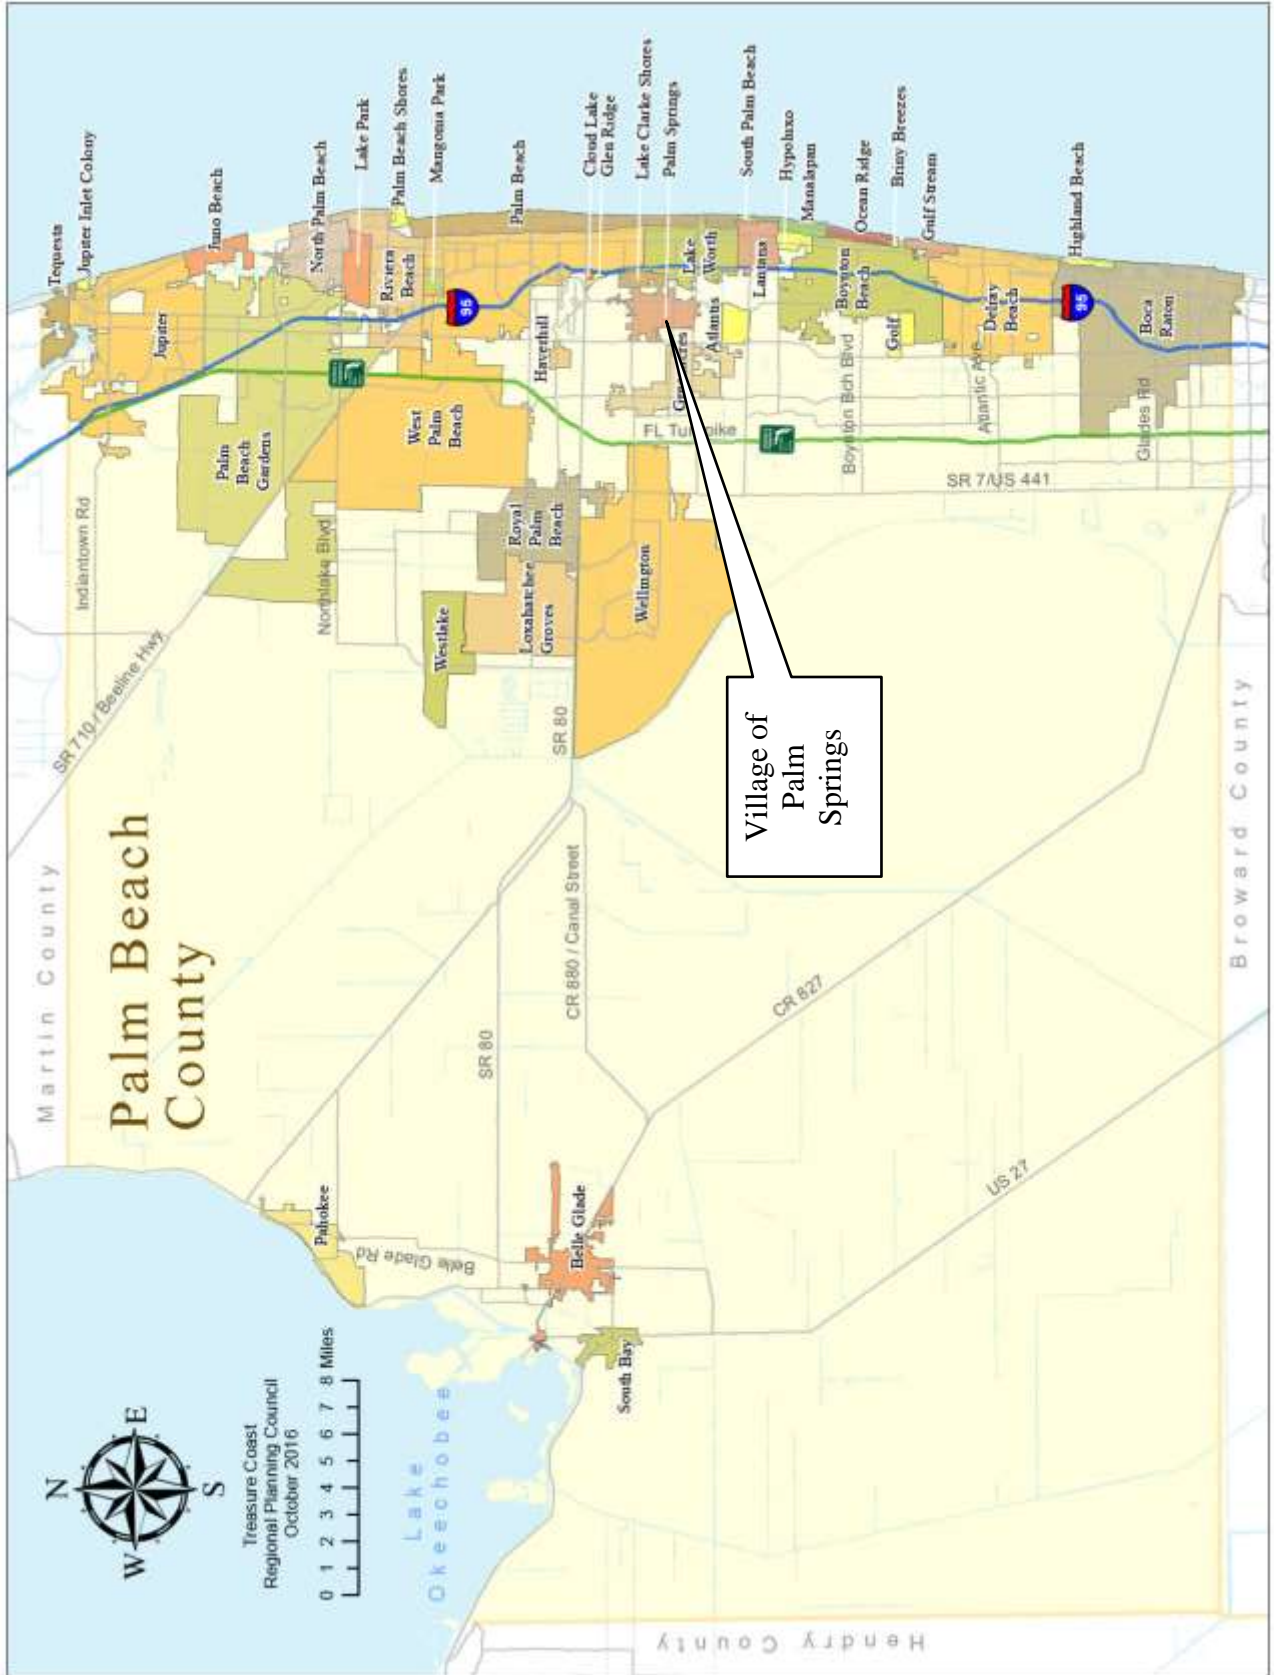 Martin County
Palm Beach
County
N
W
E
S
Treasure Coast
Regional Planning Council
October 2016
0 1 2 3 4 5 6 7 8 Miles
Lake
Okeechobee
Tequesta
Jupiter Inlet Colony
Jupiter
Indiantown Rd
SR 710 / Beeline Hwy
Juno Beach
Palm
Beach
Gardens
North Palm Beach
Northlake Blvd
Lake Park
Palm Beach Shores
Riviera
Beach
Mangonia Park
95
West
Palm
Beach
Westlake
Palm Beach
Royal
Palm
Beach
Loxahatchee
Groves
Haverhill
SR 80
SR 80
CR 880 / Canal Street
Pahokee
Belle Glade Rd
Belle Glade
South Bay
Cloud Lake
Glen Ridge
Lake Clarke Shores
Palm Springs
Wellington
FL Turnpike
Lake
Worth
Atlantis
South Palm Beach
Lantana
Hypoluxo
Manalapan
Village of
Palm
Springs
CR 827
Ocean Ridge
Boynton
Beach
Boynton Bch Blvd
Briny Breezes
Golf
Gulf Stream
SR 7/US 441
Delray
Beach
Atlantic Ave
US 27
Highland Beach
95
Boca
Raton
Glades Rd
Broward County
Hendry County